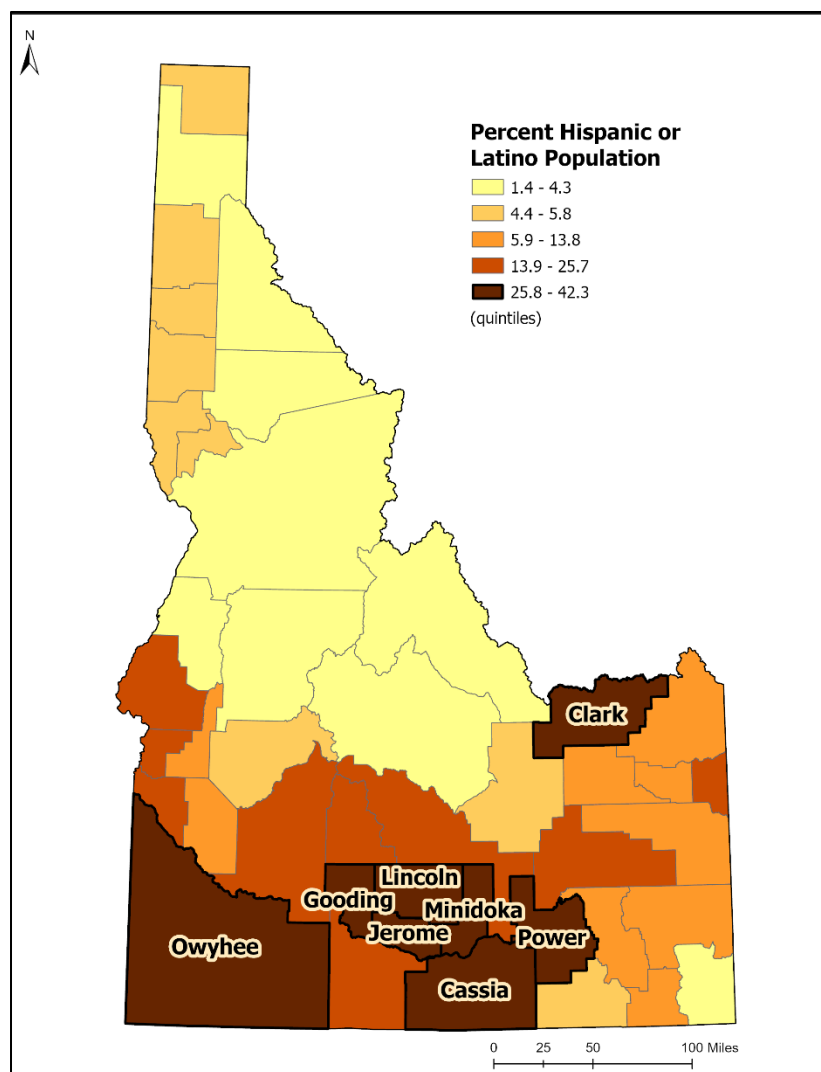 N
Percent Hispanic or
Latino Population
1.4 - 4.3
4.4 - 5.8
5.9 - 13.8
13.9 - 25.7
25.8 - 42.3
(quintiles)
Clark
Lincoln
Gooding
Minidoka
Jerome
Power
Owyhee
Cassia
0 25 50 100 Miles